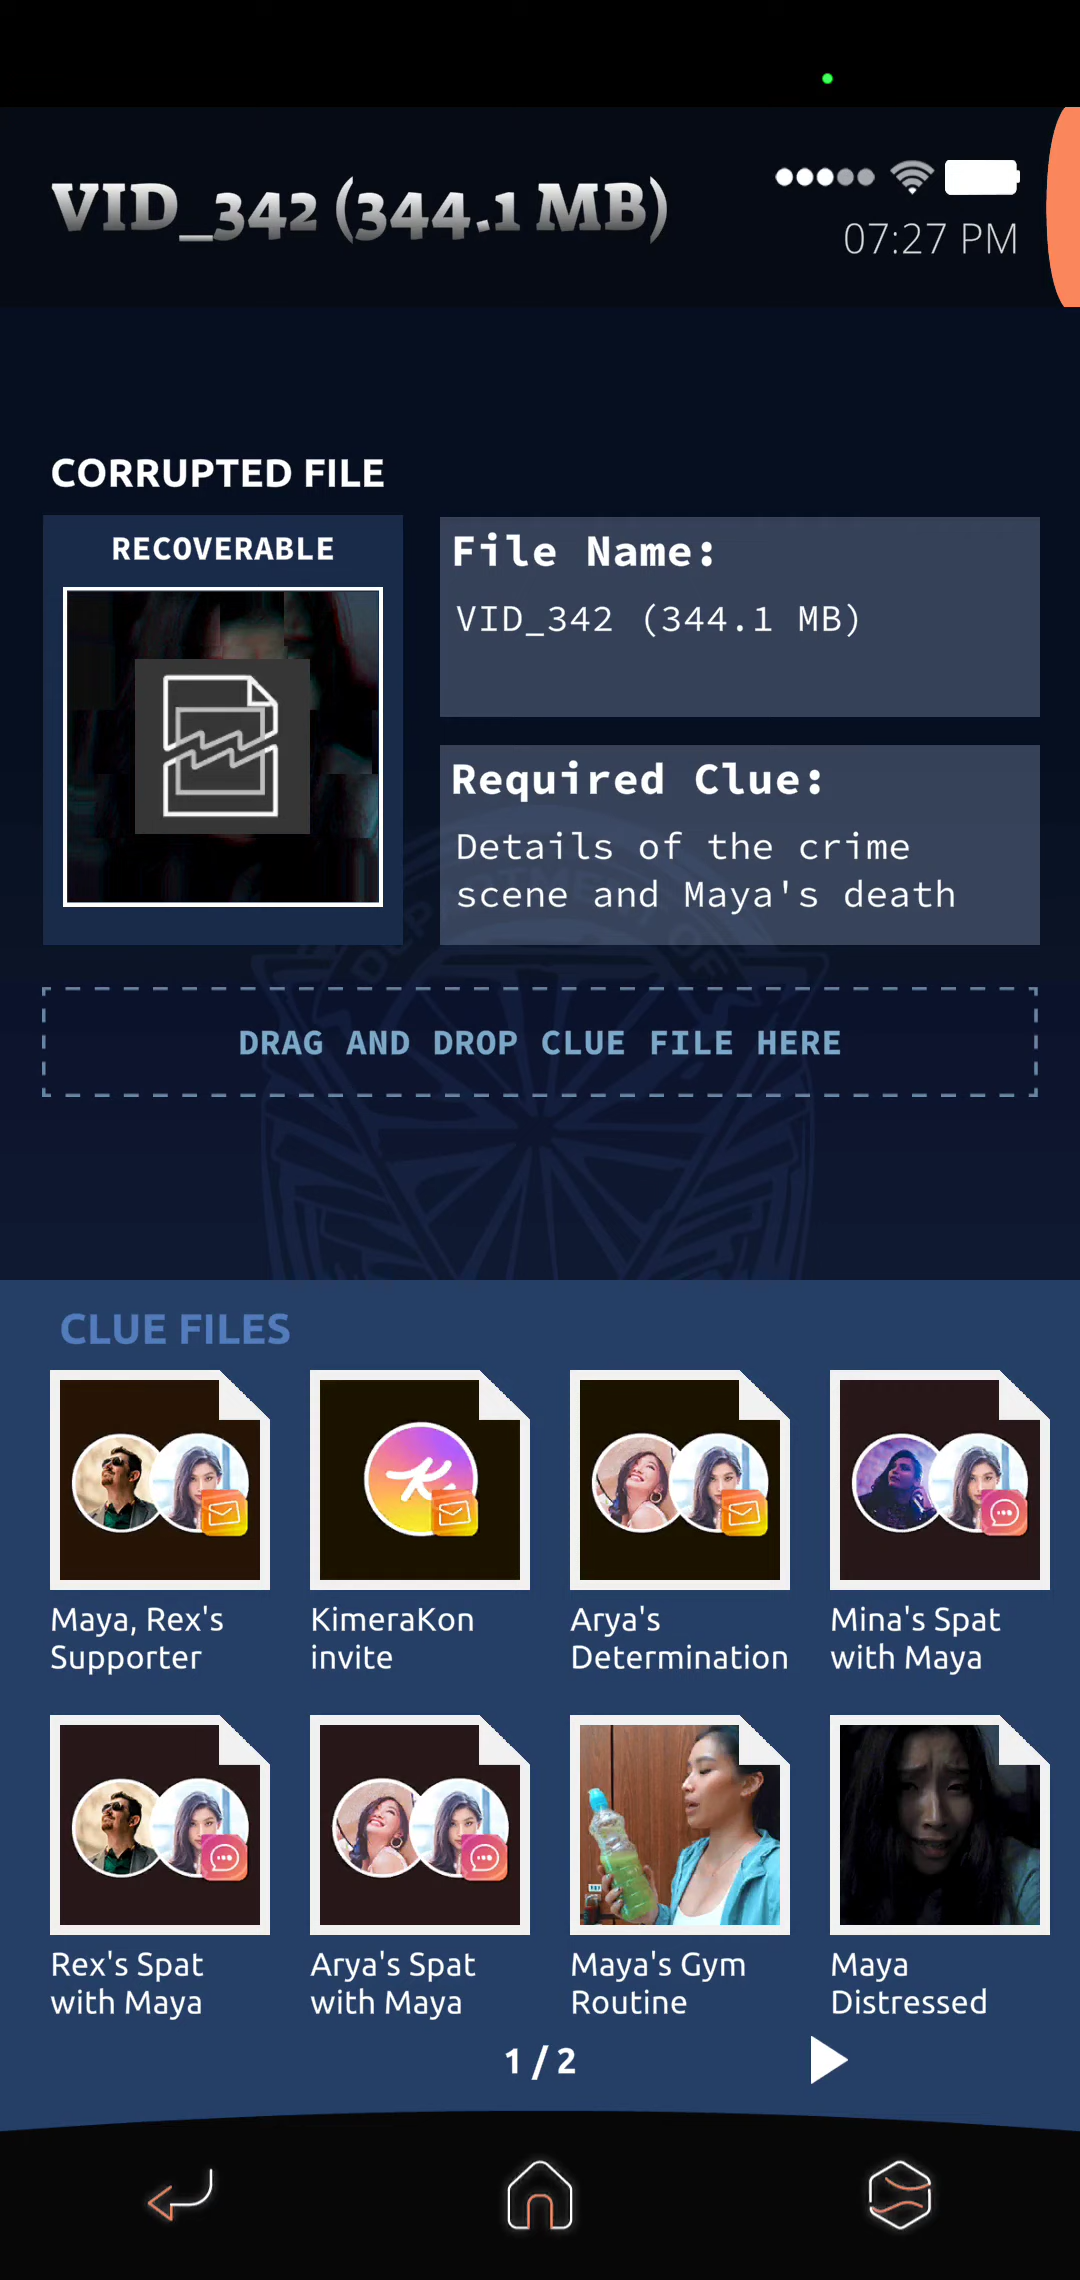 VID_342 (344.1 MB)
07:27 PM
CORRUPTED FILE
RECOVERABLE
File Name:
VID_342 (344.1 MB)
Required Clue:
Details of the crime
scene and Maya's death
DEPARTMENT OF
DRAG AND DROP CLUE FILE HERE
CLUE FILES
Maya, Rex's
Supporter
KimeraKon
invite
Arya's
Determination
Mina's Spat
with Maya
Rex's Spat
with Maya
Arya's Spat
with Maya
Maya's Gym
Routine
Maya
Distressed
1 / 2